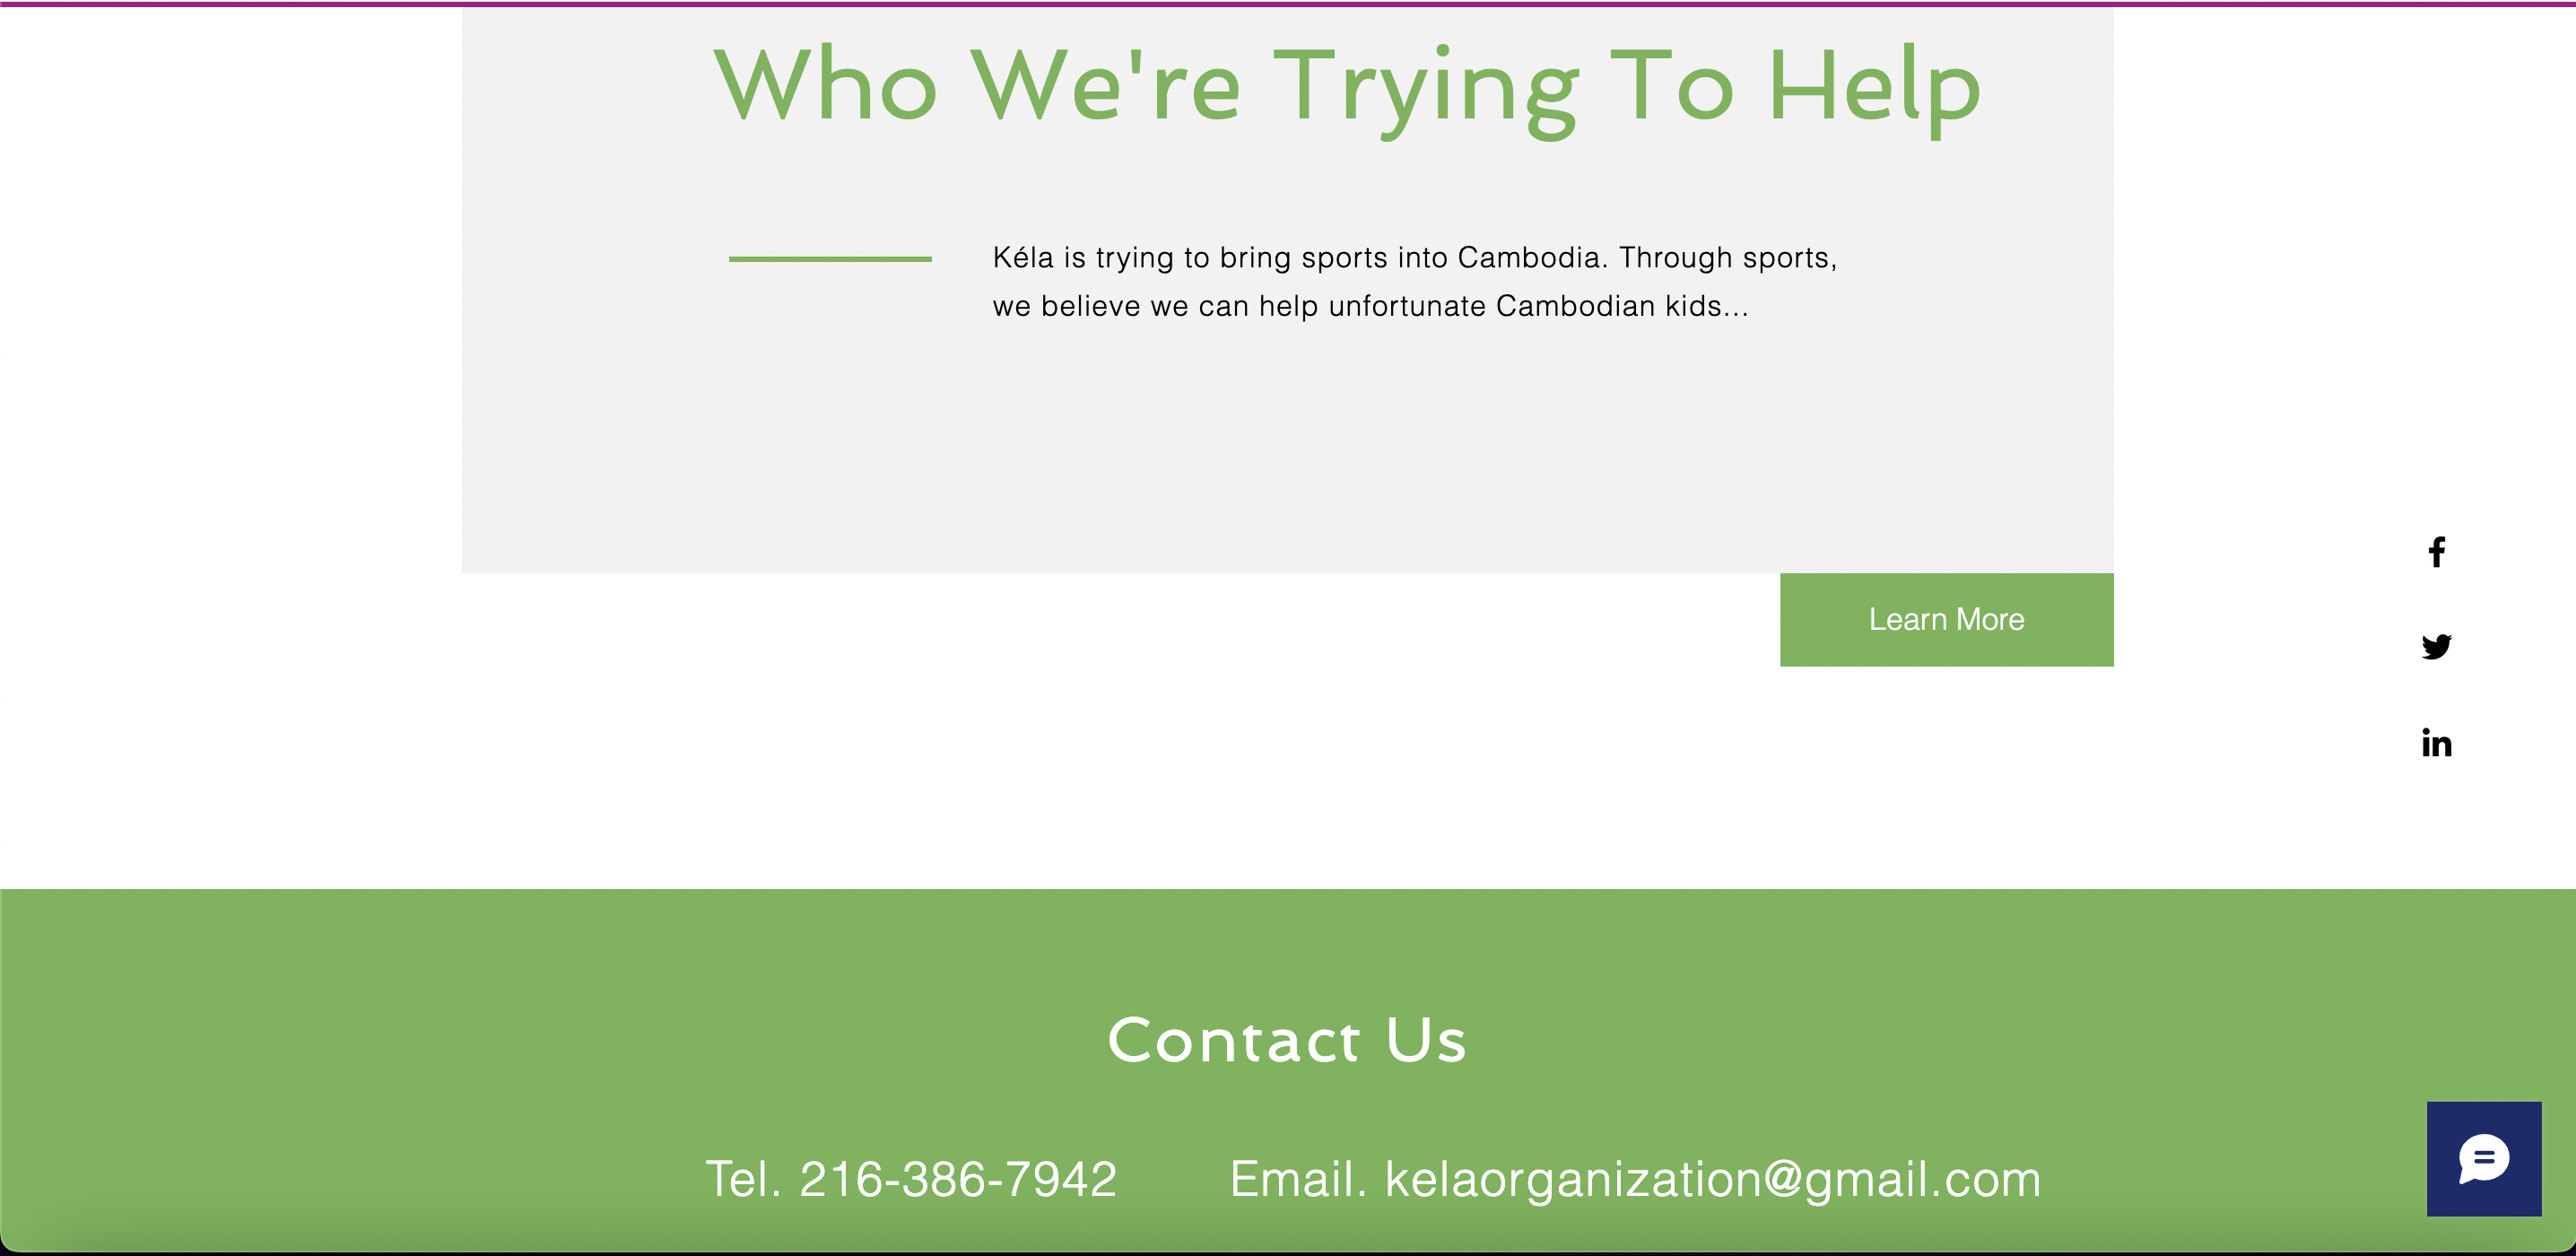 Who We're Trying To Help
Kéla is trying to bring sports into Cambodia. Through sports,
we believe we can help unfortunate Cambodian kids...
Learn More
Contact Us
Tel. 216-386-7942
Email. kelaorganization@gmail.com